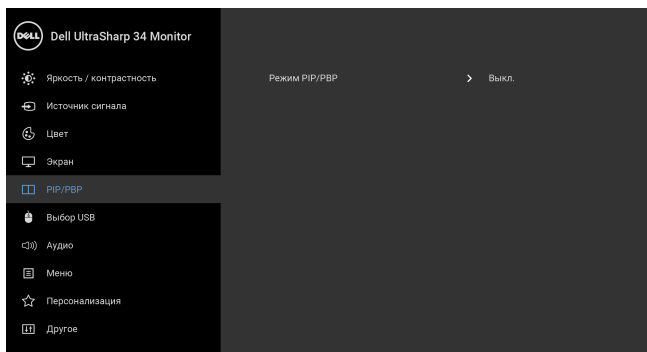 DELL
Dell UltraSharp 34 Monitor
Яркость / контрастность
Режим PIP/PBP
Выкл.
Источник сигнала
Цвет
Экран
PIP/PBP
Выбор USB
Аудио
Меню
Персонализация
Другое